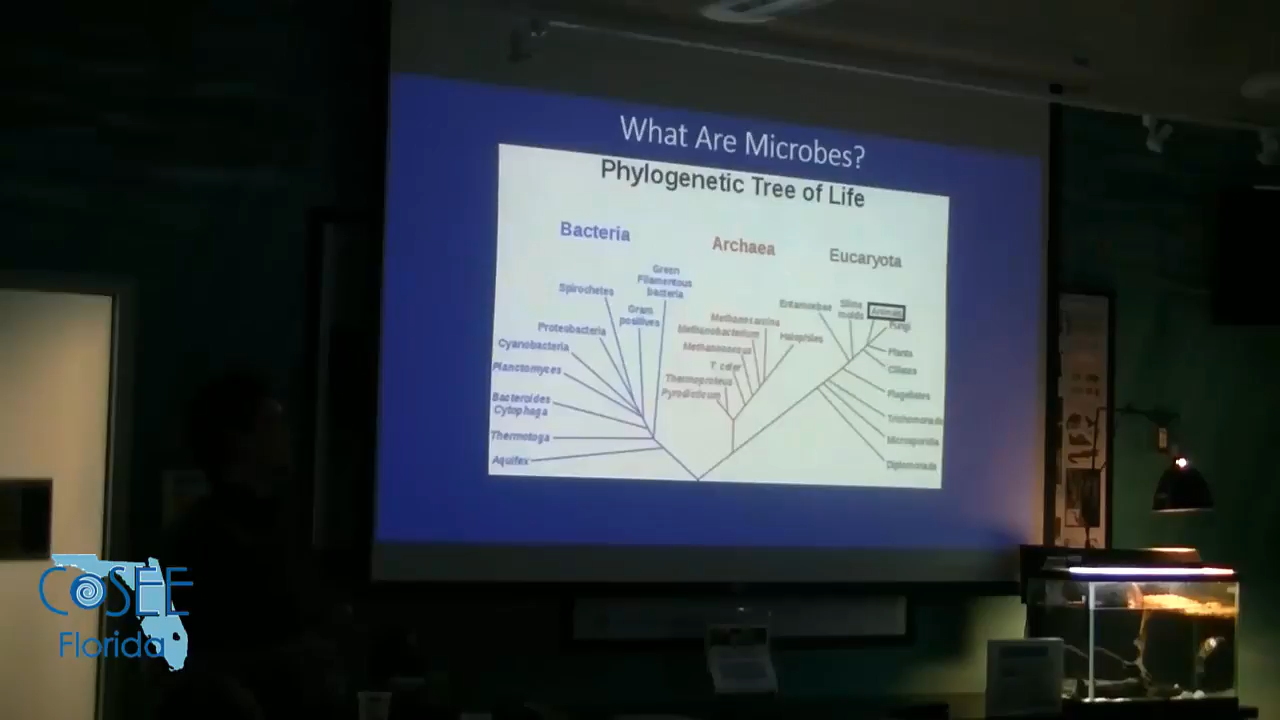 What Are Microbes?
Phylogenetic Tree of Life
Bacteria
Archaea
Eucaryota
Green
Filamentous
bacteria
Spirochetes
Gram
positives
Proteobacteria
Cyanobacteria
Planctomyces
Bacteroides
Cytophaga
Thermotoga
Aquifex
Methanosarcina
Methanobacterium
Methanococcus
T. celer
Thermoproteus
Pyrodicticum
Halophiles
Entamoebae
Slime
molds
Animals
Fungi
Plants
Ciliates
Flagellates
Trichomonads
Microsporidia
Diplomonads
COSEE
Florida